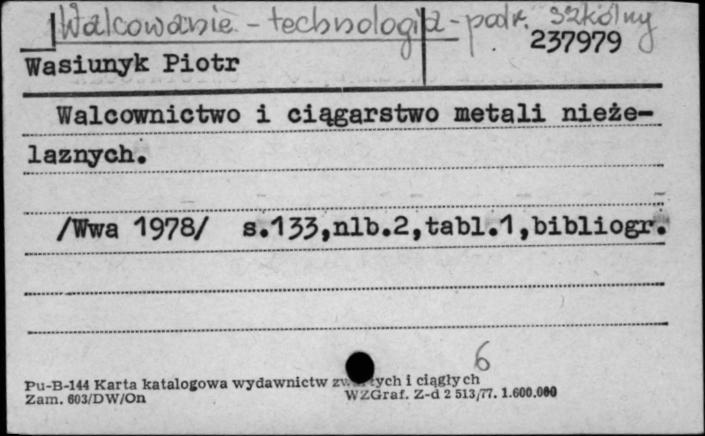 Walcowanie - technologia - podr. szkolny
237979
Wasiunyk Piotr
Walcownictwo i ciągarstwo metali nieże-
laznych.
/Wwa 1978/ s.133,nlb.2,tabl.1,bibliogr.
6
Pu-B-144 Karta katalogowa wydawnictw zwartych i ciągłych
Zam. 603/DW/On WZGraf. Z-d 2 513/77. 1.600.000